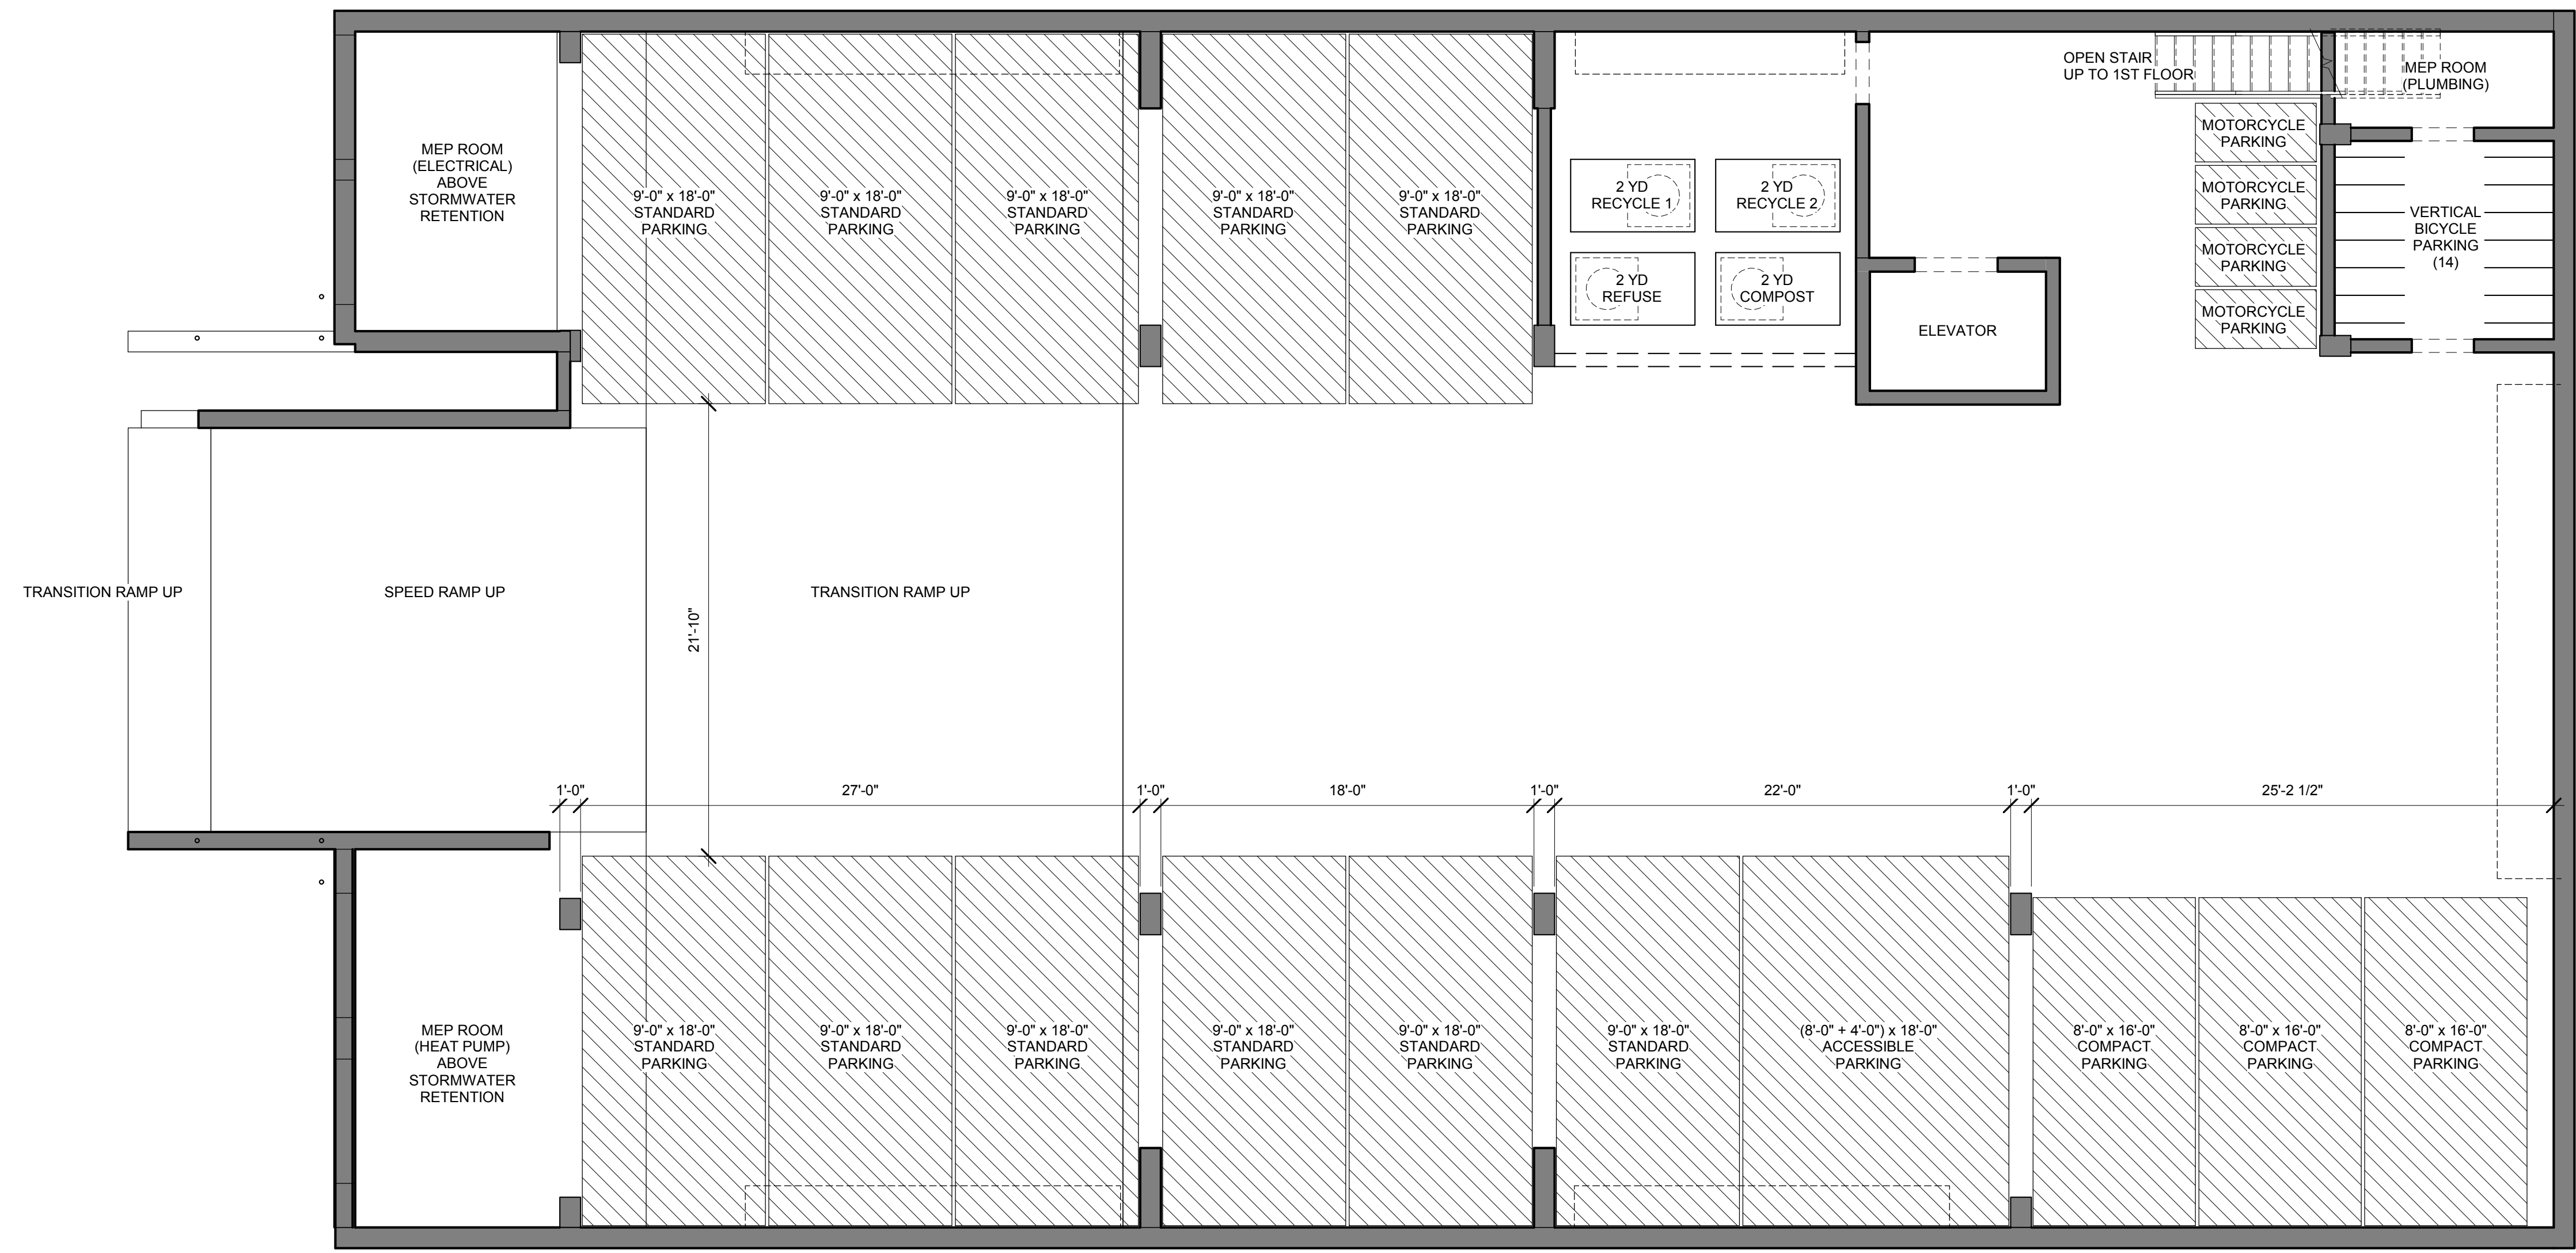 OPEN STAIR
UP TO 1ST FLOOR
MEP ROOM
(PLUMBING)
MEP ROOM
(ELECTRICAL)
ABOVE
STORMWATER
RETENTION
9'-0" x 18'-0"
STANDARD
PARKING
9'-0" x 18'-0"
STANDARD
PARKING
9'-0" x 18'-0"
STANDARD
PARKING
9'-0" x 18'-0"
STANDARD
PARKING
9'-0" x 18'-0"
STANDARD
PARKING
2 YD
RECYCLE 1
2 YD
RECYCLE 2
2 YD
REFUSE
2 YD
COMPOST
ELEVATOR
MOTORCYCLE
PARKING
MOTORCYCLE
PARKING
MOTORCYCLE
PARKING
MOTORCYCLE
PARKING
VERTICAL
BICYCLE
PARKING
(14)
TRANSITION RAMP UP
SPEED RAMP UP
TRANSITION RAMP UP
21'-10"
1'-0"
27'-0"
1'-0"
18'-0"
1'-0"
22'-0"
1'-0"
25'-2 1/2"
MEP ROOM
(HEAT PUMP)
ABOVE
STORMWATER
RETENTION
9'-0" x 18'-0"
STANDARD
PARKING
9'-0" x 18'-0"
STANDARD
PARKING
9'-0" x 18'-0"
STANDARD
PARKING
9'-0" x 18'-0"
STANDARD
PARKING
9'-0" x 18'-0"
STANDARD
PARKING
9'-0" x 18'-0"
STANDARD
PARKING
(8'-0" + 4'-0") x 18'-0"
ACCESSIBLE
PARKING
8'-0" x 16'-0"
COMPACT
PARKING
8'-0" x 16'-0"
COMPACT
PARKING
8'-0" x 16'-0"
COMPACT
PARKING